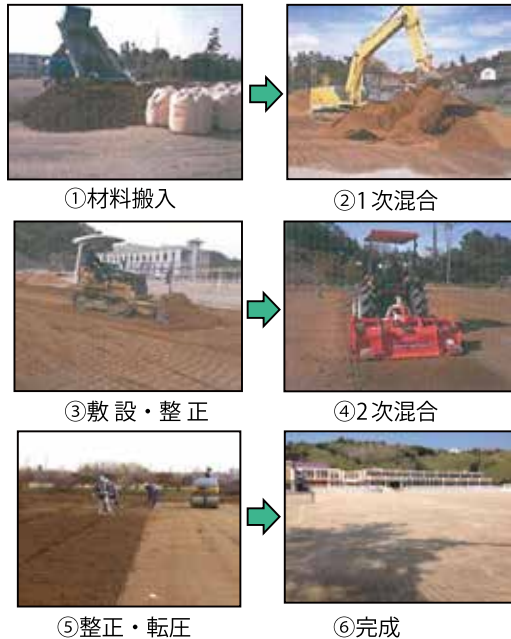 ①材料搬入
②1次混合
③敷設・整正
④2次混合
⑤整正・転圧
⑥完成